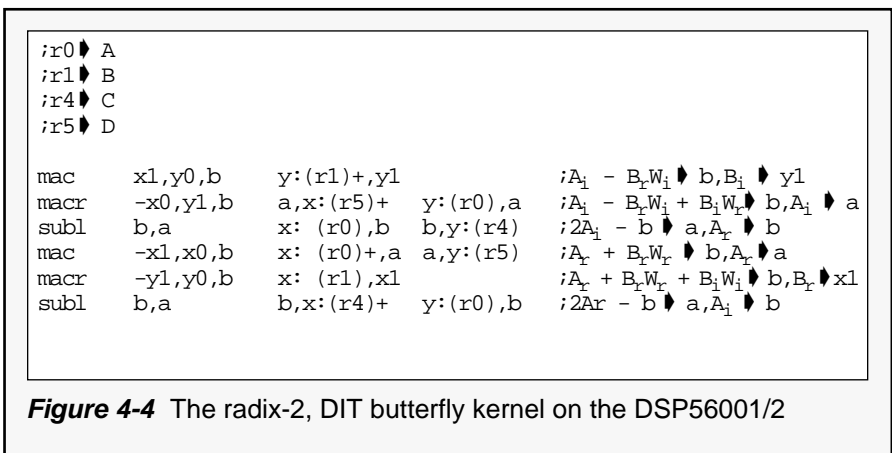 ;r0➧ A
;r1➧ B
;r4➧ C
;r5➧ D
mac x1,y0,b y:(r1)+,y1 ;Ai - BrWi➧ b,Bi ➧ y1
macr -x0,y1,b a,x:(r5)+ y:(r0),a ;Ai - BrWi + BiWr➧ b,Ai ➧ a
subl b,a x: (r0),b b,y:(r4) ;2Ai - b ➧ a,Ar ➧ b
mac -x1,x0,b x: (r0)+,a a,y:(r5) ;Ar + BrWr ➧ b,Ar➧a
macr -y1,y0,b x: (r1),x1 ;Ar + BrWr + BiWi➧ b,Br➧x1
subl b,a b,x:(r4)+ y:(r0),b ;2Ar - b➧ a,Ai ➧ b
Figure 4-4 The radix-2, DIT butterfly kernel on the DSP56001/2